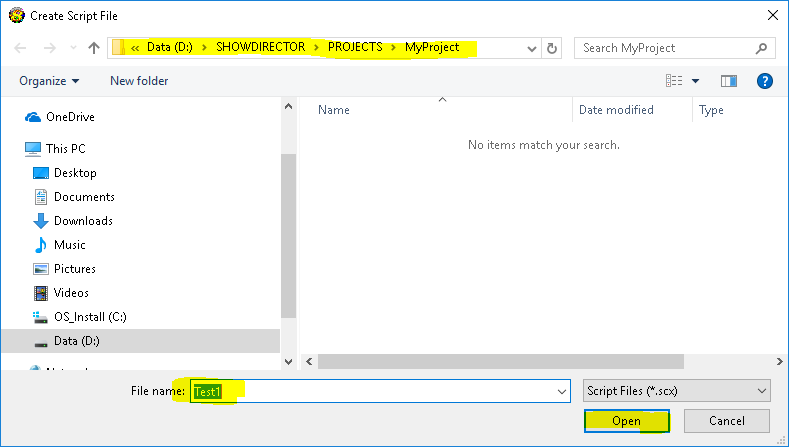 Create Script File
« Data (D:) > SHOWDIRECTOR > PROJECTS > MyProject
Search MyProject
Organize
New folder
?
Name
Date modified
Type
No items match your search.
OneDrive
This PC
Desktop
Documents
Downloads
Music
Pictures
Videos
OS_Install (C:)
Data (D:)
File name: Test1
Script Files (*.scx)
Open
Cancel